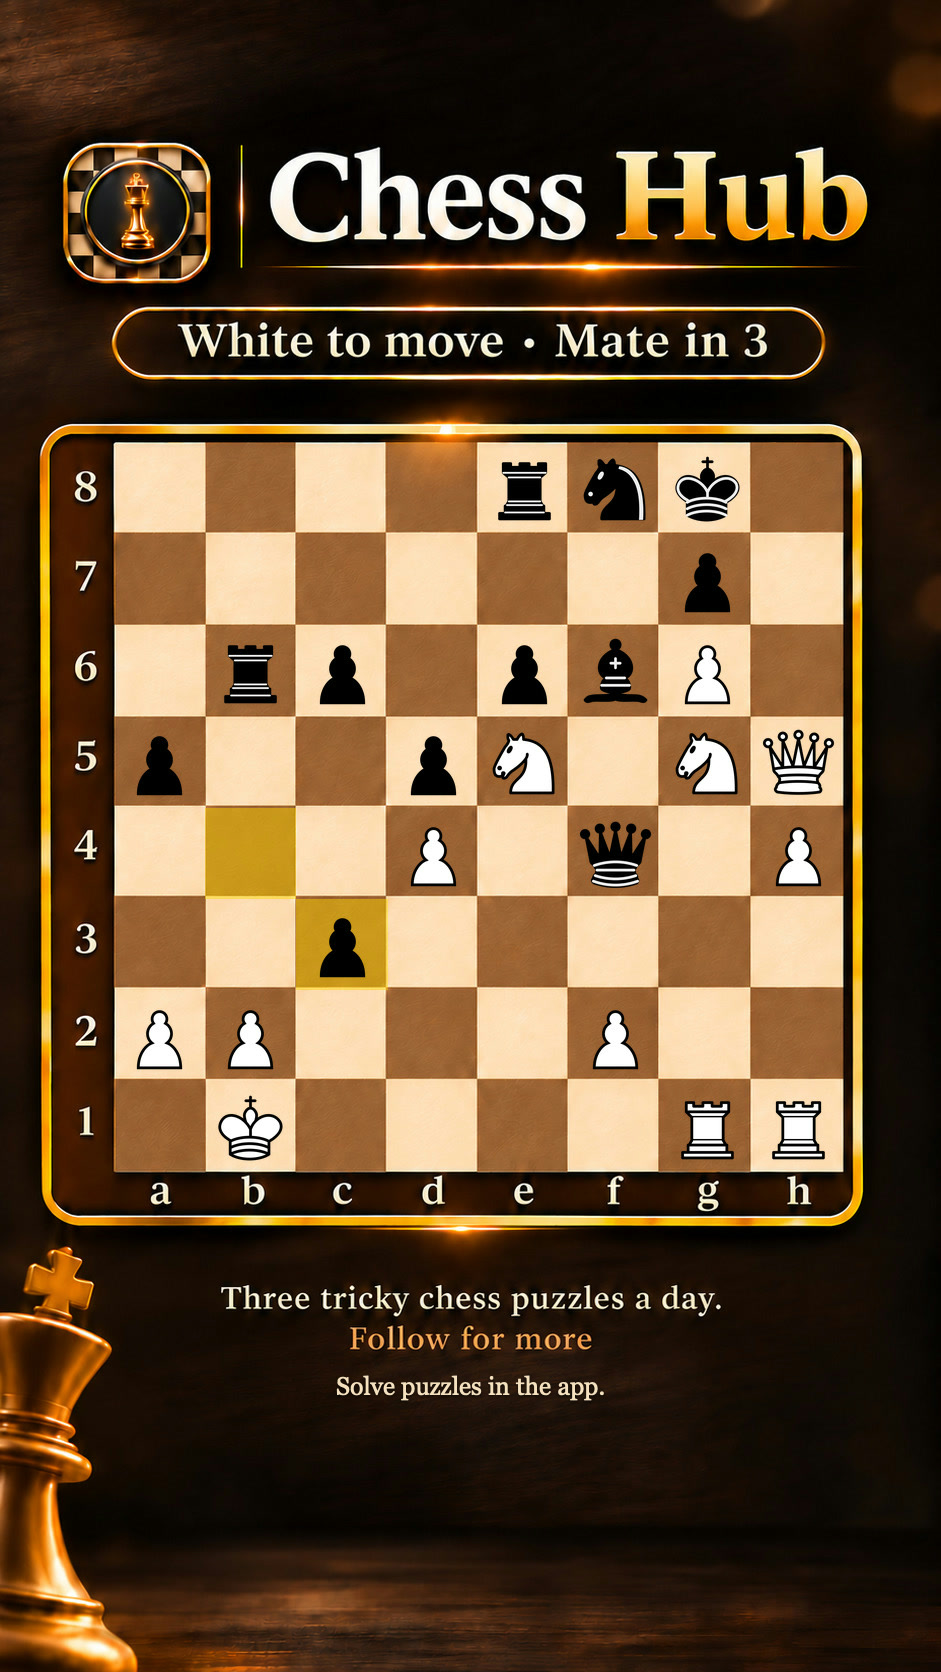 Chess Hub
White to move • Mate in 3
8
7
6
5
4
3
2
1
a b c d e f g h
Three tricky chess puzzles a day.
Follow for more
Solve puzzles in the app.